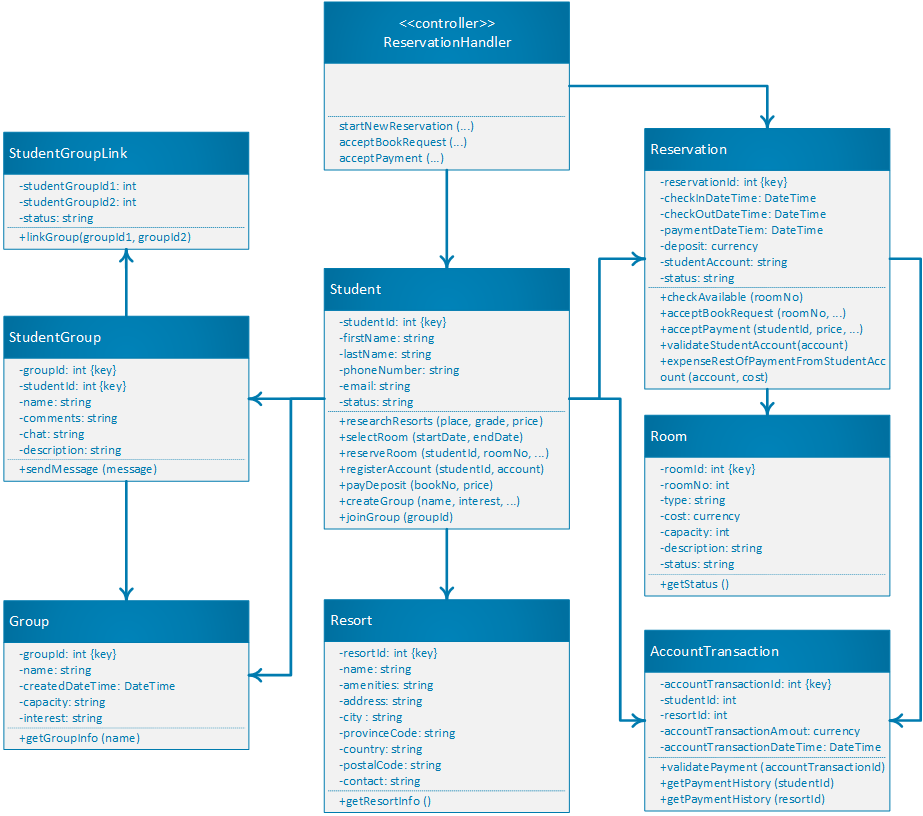 <<controller>>
ReservationHandler
startNewReservation (...)
acceptBookRequest (...)
acceptPayment (...)
StudentGroupLink
-studentGroupId1: int
-studentGroupId2: int
-status: string
+linkGroup(groupId1, groupId2)
Reservation
-reservationId: int {key}
-checkInDateTime: DateTime
-checkOutDateTime: DateTime
-paymentDateTiem: DateTime
-deposit: currency
-studentAccount: string
-status: string
+checkAvailable (roomNo)
+acceptBookRequest (roomNo, ...)
+acceptPayment (studentId, price, ...)
+validateStudentAccount(account)
+expenseRestOfPaymentFromStudentAcc
ount (account, cost)
StudentGroup
-groupId: int {key}
-studentId: int {key}
-name: string
-comments: string
-chat: string
-description: string
+sendMessage (message)
Student
-studentId: int {key}
-firstName: string
-lastName: string
-phoneNumber: string
-email: string
-status: string
+researchResorts (place, grade, price)
+selectRoom (startDate, endDate)
+reserveRoom (studentId, roomNo, ...)
+registerAccount (studentId, account)
+payDeposit (bookNo, price)
+createGroup (name, interest, ...)
+joinGroup (groupId)
Room
-roomId: int {key}
-roomNo: int
-type: string
-cost: currency
-capacity: int
-description: string
-status: string
+getStatus ()
Group
-groupId: int {key}
-name: string
-createdDateTime: DateTime
-capacity: string
-interest: string
+getGroupInfo (name)
Resort
-resortId: int {key}
-name: string
-amenities: string
-address: string
-city : string
-provinceCode: string
-country: string
-postalCode: string
-contact: string
+getResortInfo ()
AccountTransaction
-accountTransactionId: int {key}
-studentId: int
-resortId: int
-accountTransactionAmout: currency
-accountTransactionDateTime: DateTime
+validatePayment (accountTransactionId)
+getPaymentHistory (studentId)
+getPaymentHistory (resortId)